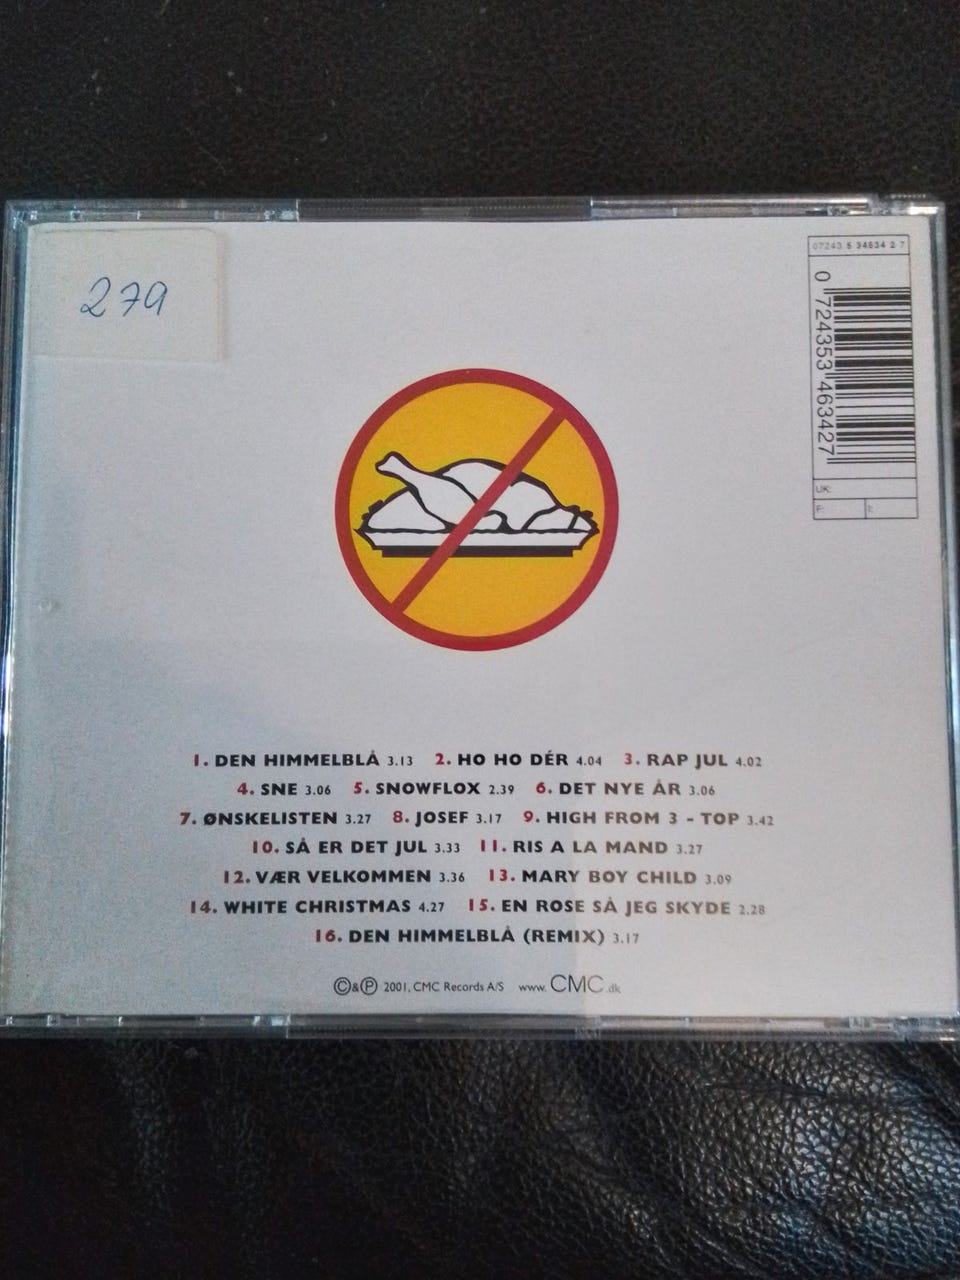 279
07243 5 34634 2 7
0 724353 463427
UK:
F: I:
1. DEN HIMMELBLÅ 3.13 2. HO HO DÉR 4.04 3. RAP JUL 4.02
4. SNE 3.06 5. SNOWFLOX 2.39 6. DET NYE ÅR 3.06
7. ØNSKELISTEN 3.27 8. JOSEF 3.17 9. HIGH FROM 3 - TOP 3.42
10. SÅ ER DET JUL 3.33 11. RIS A LA MAND 3.27
12. VÆR VELKOMMEN 3.36 13. MARY BOY CHILD 3.09
14. WHITE CHRISTMAS 4.27 15. EN ROSE SÅ JEG SKYDE 2.28
16. DEN HIMMELBLÅ (REMIX) 3.17
©&℗ 2001, CMC Records A/S www.CMC.dk